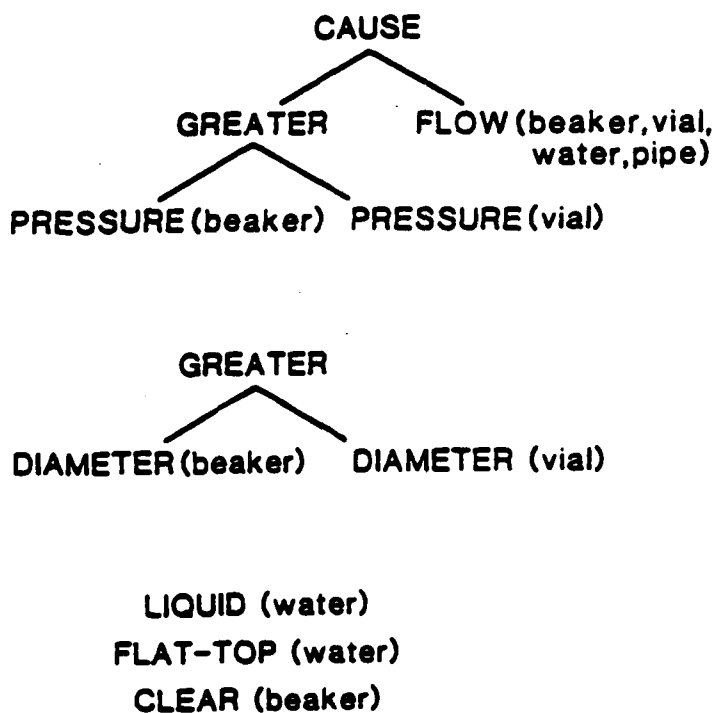 CAUSE
GREATER FLOW (beaker,vial,
water,pipe)
PRESSURE (beaker) PRESSURE (vial)
GREATER
DIAMETER (beaker) DIAMETER (vial)
LIQUID (water)
FLAT-TOP (water)
CLEAR (beaker)